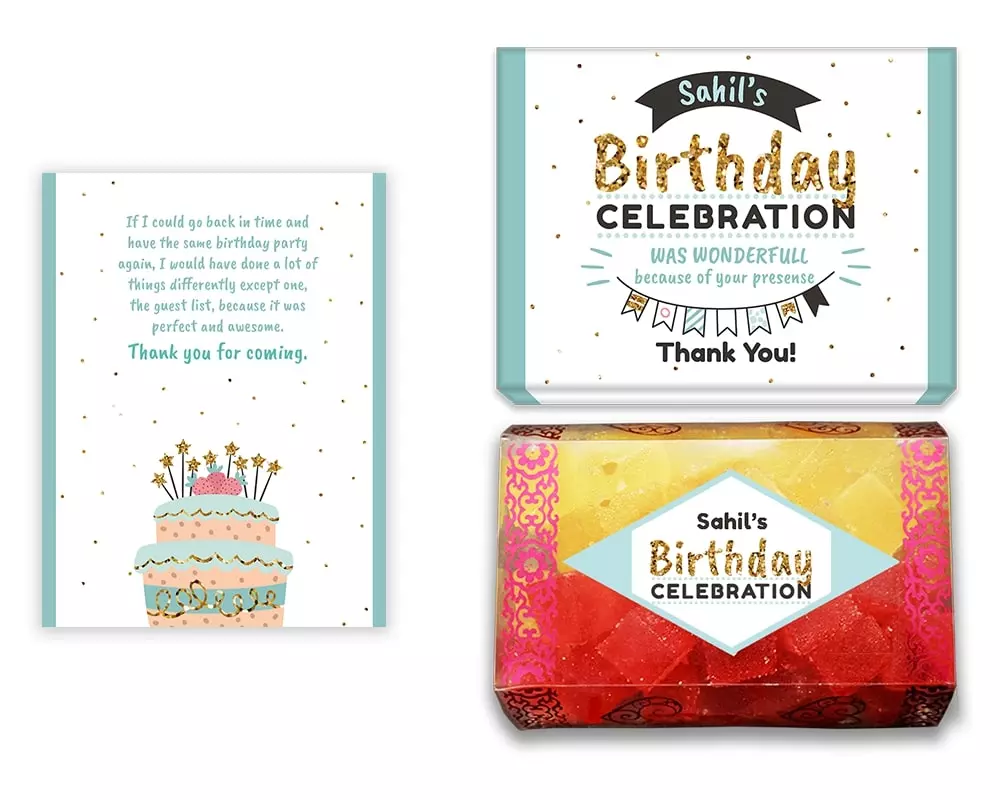 If I could go back in time and
have the same birthday party
again, I would have done a lot of
things differently except one,
the guest list, because it was
perfect and awesome.
Thank you for coming.
Sahil's
Birthday
CELEBRATION
WAS WONDERFULL
because of your presense
Thank You!
Sahil's
Birthday
CELEBRATION